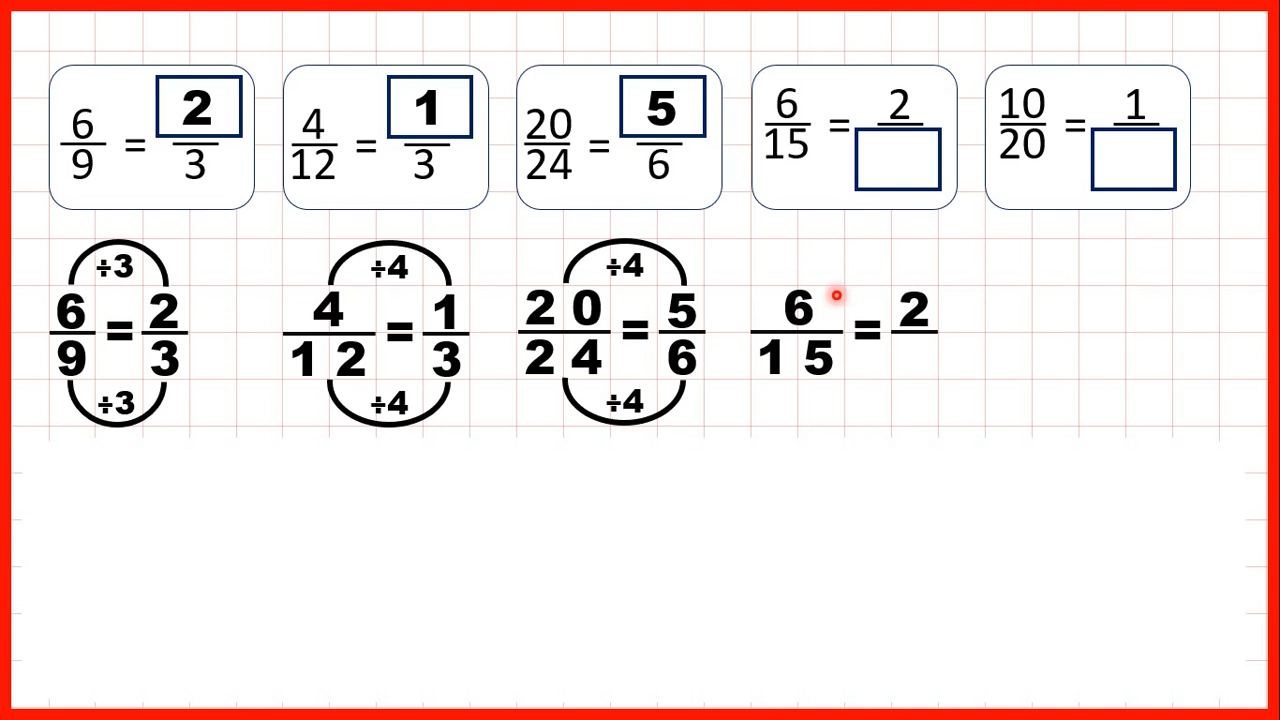 6/9 = 2/3
4/12 = 1/3
20/24 = 5/6
6/15 = 2/
10/20 = 1/
÷3
6/9 = 2/3
÷3
÷4
4/12 = 1/3
÷4
÷4
20/24 = 5/6
÷4
6/15 = 2/